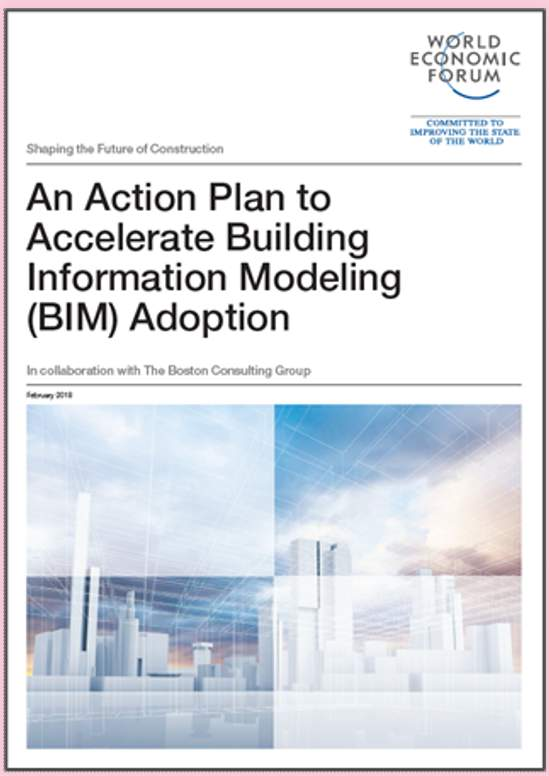 WORLD
ECONOMIC
FORUM
COMMITTED TO
IMPROVING THE STATE
OF THE WORLD
Shaping the Future of Construction
An Action Plan to
Accelerate Building
Information Modeling
(BIM) Adoption
In collaboration with The Boston Consulting Group
February 2018